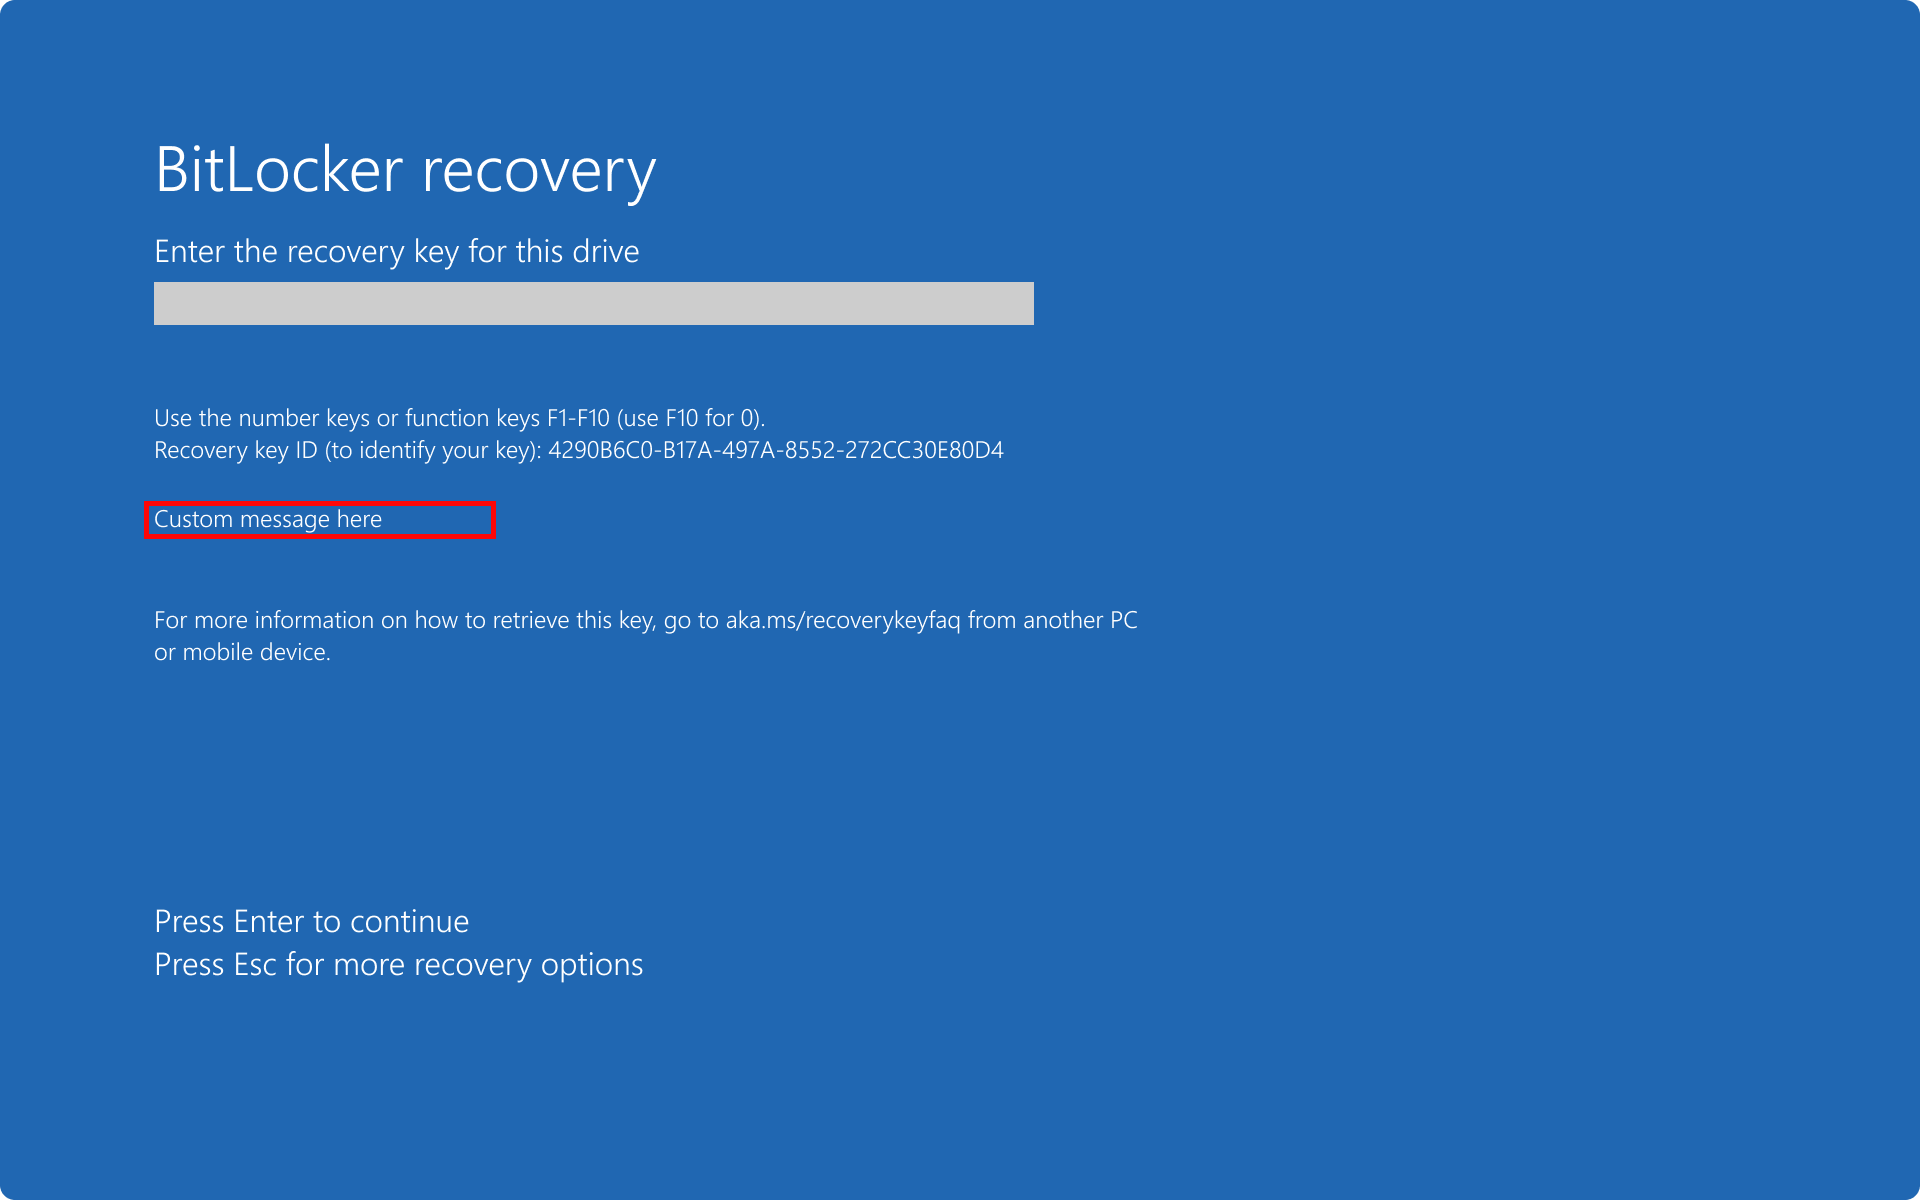 BitLocker recovery
Enter the recovery key for this drive
Use the number keys or function keys F1-F10 (use F10 for 0).
Recovery key ID (to identify your key): 4290B6C0-B17A-497A-8552-272CC30E80D4
Custom message here
For more information on how to retrieve this key, go to aka.ms/recoverykeyfaq from another PC
or mobile device.
Press Enter to continue
Press Esc for more recovery options